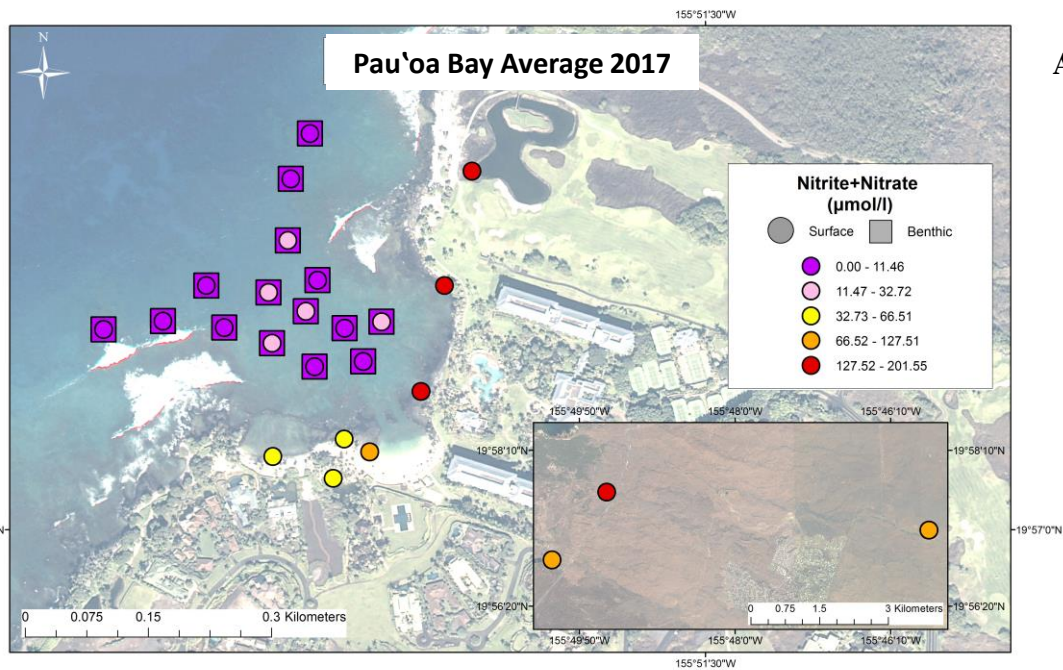 155°51'30"W
N
Pau‘oa Bay Average 2017
A
Nitrite+Nitrate
(µmol/l)
Surface Benthic
0.00 - 11.46
11.47 - 32.72
32.73 - 66.51
66.52 - 127.51
127.52 - 201.55
155°49'50"W 155°48'0"W 155°46'10"W
19°58'10"N 19°58'10"N
N 19°57'0"N
19°56'20"N 19°56'20"N
0 0.75 1.5 3 Kilometers
0 0.075 0.15 0.3 Kilometers
155°49'50"W 155°48'0"W 155°46'10"W
155°51'30"W